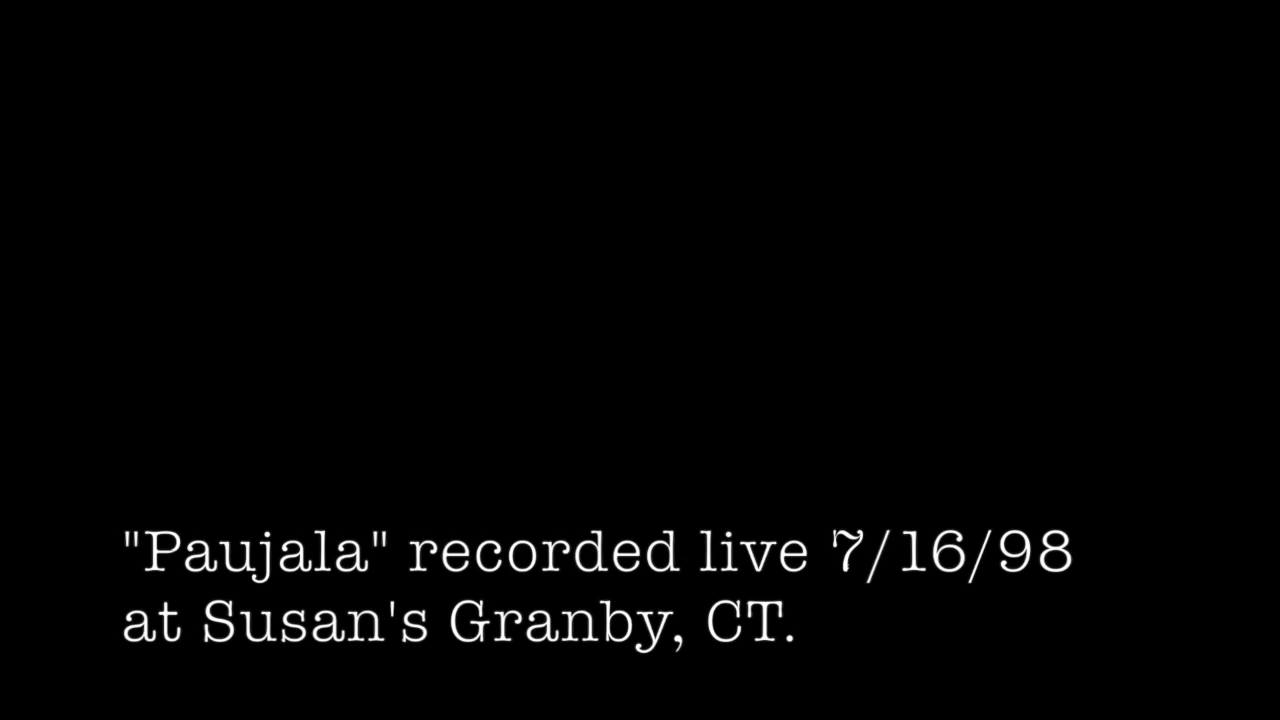 "Paujala" recorded live 7/16/98
at Susan's Granby, CT.